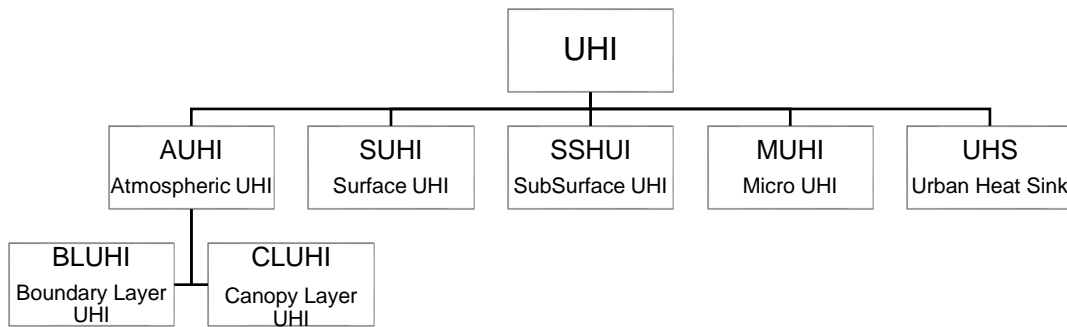 UHI
AUHI
Atmospheric UHI
SUHI
Surface UHI
SSHUI
SubSurface UHI
MUHI
Micro UHI
UHS
Urban Heat Sink
BLUHI
Boundary Layer
UHI
CLUHI
Canopy Layer
UHI